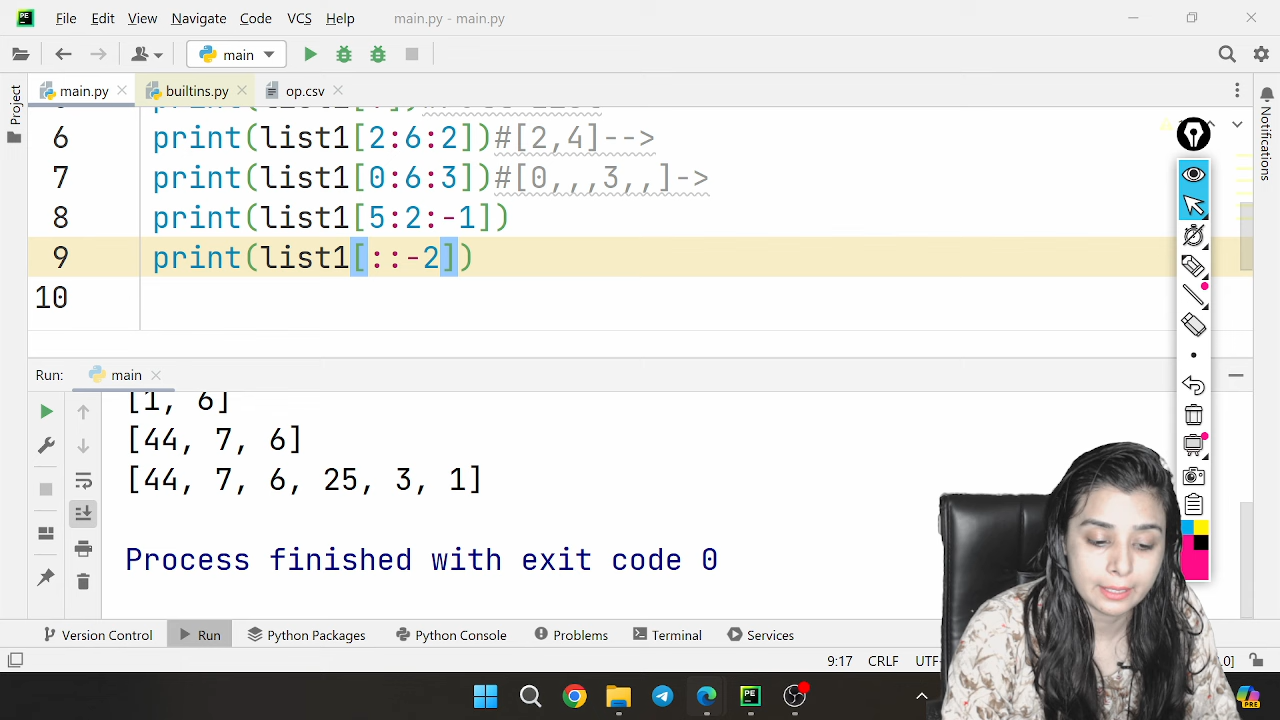 File Edit View Navigate Code VCS Help main.py - main.py
main
main.py builtins.py op.csv
Project
Notifications
6 print(list1[2:6:2])#[2,4]-->
7 print(list1[0:6:3])#[0,,,3,,]->
8 print(list1[5:2:-1])
9 print(list1[::-2])
10
Run: main
[1, 6]
[44, 7, 6]
[44, 7, 6, 25, 3, 1]
Process finished with exit code 0
Version Control Run Python Packages Python Console Problems Terminal Services
9:17 CRLF UTF-
PRE